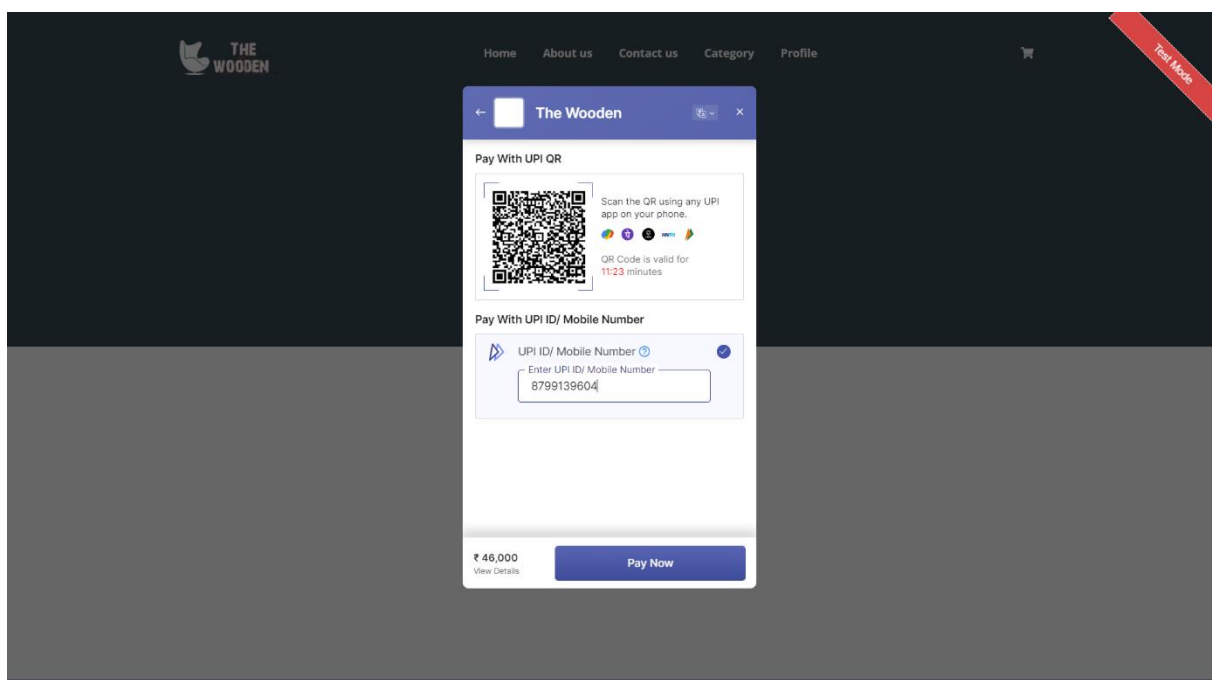 THE
WOODEN
Home About us Contact us Category Profile
Test Mode
The Wooden
Pay With UPI QR
Scan the QR using any UPI
app on your phone.
QR Code is valid for
11:23 minutes
Pay With UPI ID/ Mobile Number
UPI ID/ Mobile Number
Enter UPI ID/ Mobile Number
8799139604
₹ 46,000
View Details
Pay Now